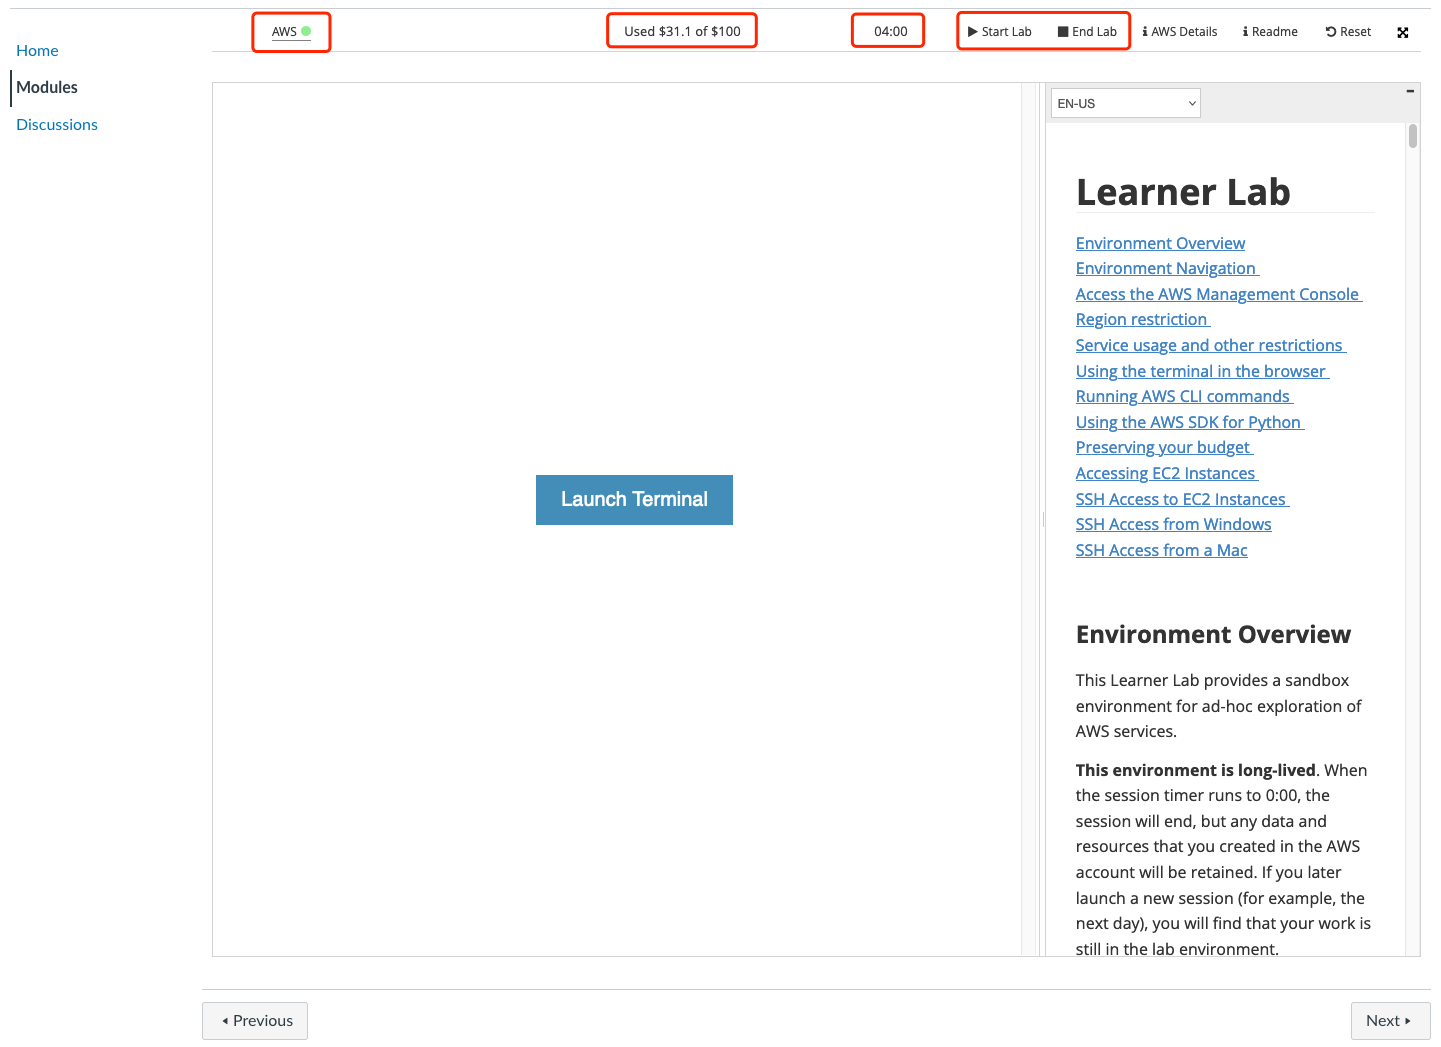 AWS
Used $31.1 of $100
04:00
Start Lab
End Lab
AWS Details
Readme
Reset
Home
Modules
Discussions
EN-US
Launch Terminal
Learner Lab
Environment Overview
Environment Navigation
Access the AWS Management Console
Region restriction
Service usage and other restrictions
Using the terminal in the browser
Running AWS CLI commands
Using the AWS SDK for Python
Preserving your budget
Accessing EC2 Instances
SSH Access to EC2 Instances
SSH Access from Windows
SSH Access from a Mac
Environment Overview
This Learner Lab provides a sandbox
environment for ad-hoc exploration of
AWS services.
This environment is long-lived. When
the session timer runs to 0:00, the
session will end, but any data and
resources that you created in the AWS
account will be retained. If you later
launch a new session (for example, the
next day), you will find that your work is
still in the lab environment.
Previous
Next